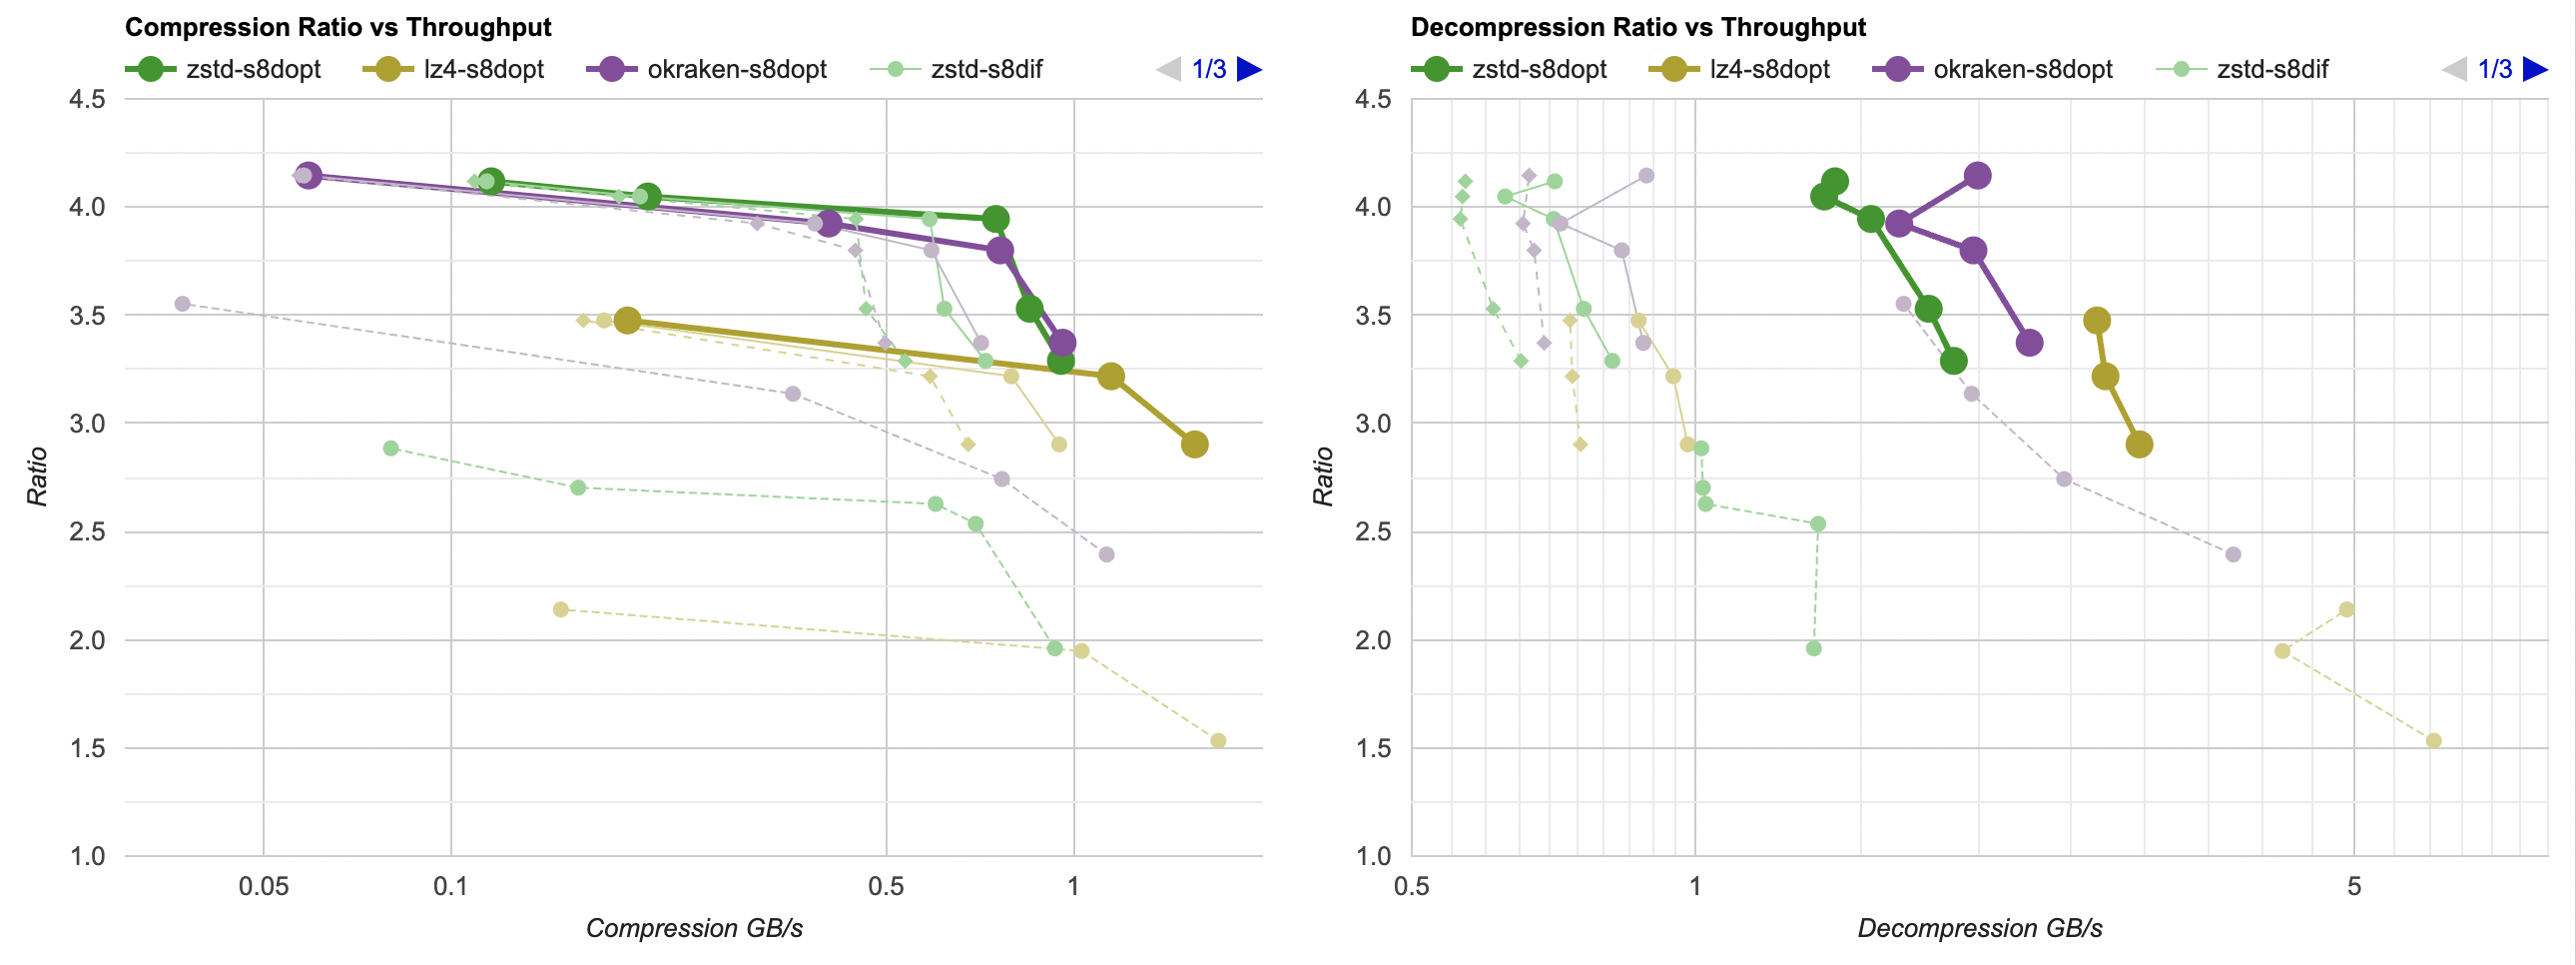 Compression Ratio vs Throughput
zstd-s8dopt lz4-s8dopt okraken-s8dopt zstd-s8dif 1/3
4.5
4.0
3.5
3.0
2.5
2.0
1.5
1.0
Ratio
0.05 0.1 0.5 1
Compression GB/s
Decompression Ratio vs Throughput
zstd-s8dopt lz4-s8dopt okraken-s8dopt zstd-s8dif 1/3
4.5
4.0
3.5
3.0
2.5
2.0
1.5
1.0
Ratio
0.5 1 5
Decompression GB/s